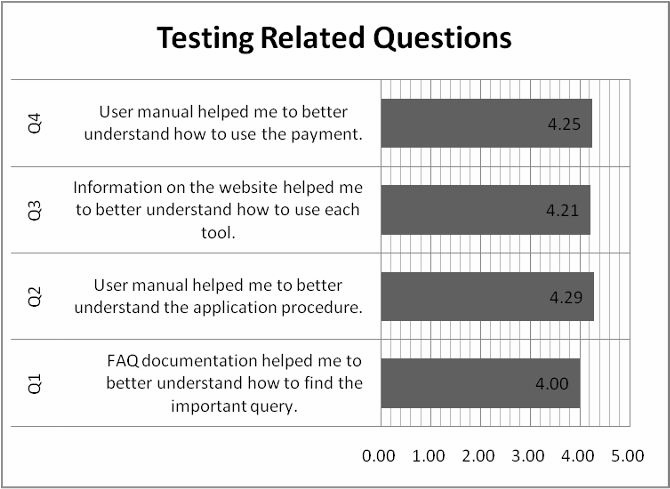 Testing Related Questions
Q4
User manual helped me to better
understand how to use the payment.
4.25
Q3
Information on the website helped me
to better understand how to use each
tool.
4.21
Q2
User manual helped me to better
understand the application procedure.
4.29
Q1
FAQ documentation helped me to
better understand how to find the
important query.
4.00
0.00 1.00 2.00 3.00 4.00 5.00